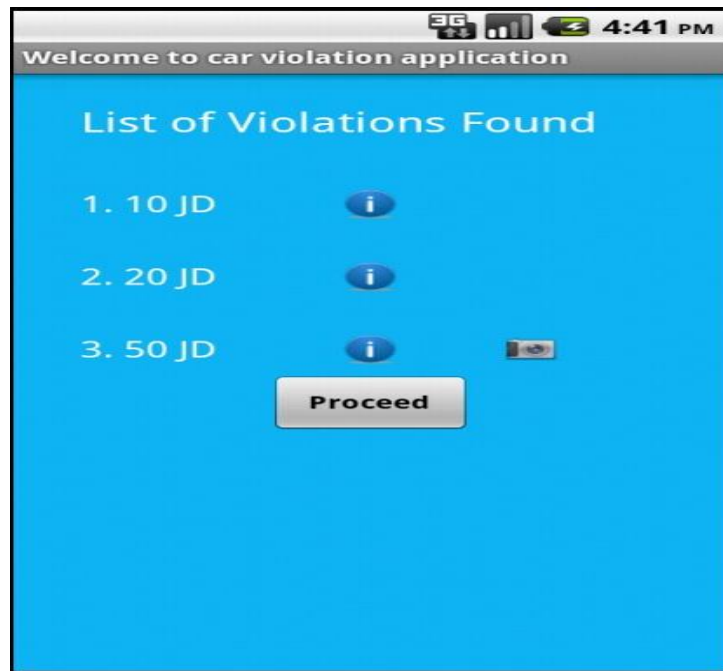 3G 4:41 PM
Welcome to car violation application
List of Violations Found
1. 10 JD i
2. 20 JD i
3. 50 JD i
Proceed